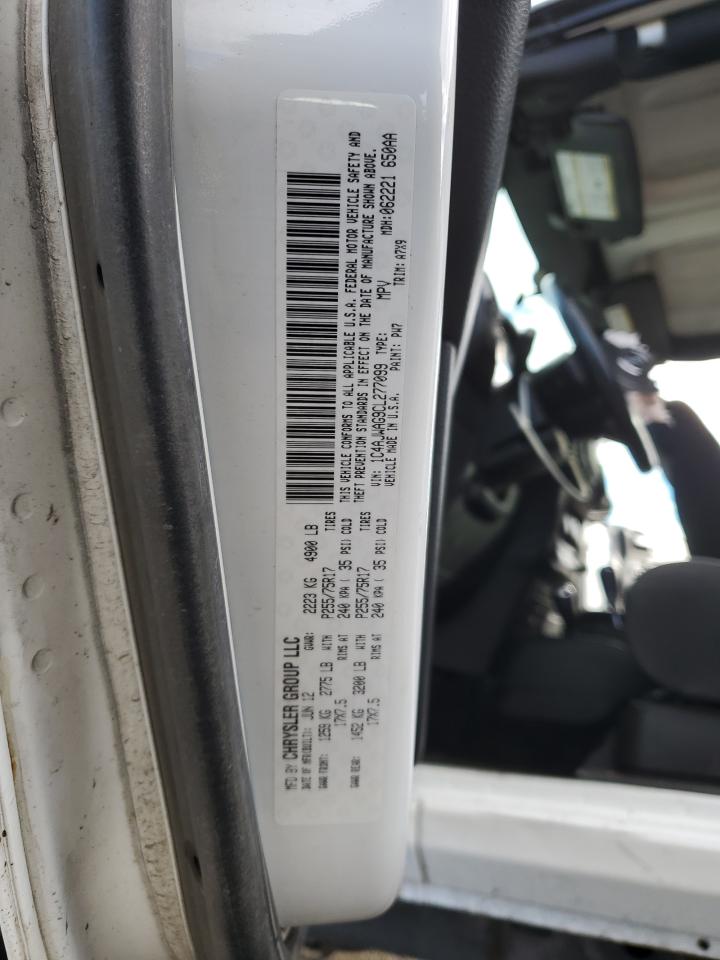 MFD BY CHRYSLER GROUP LLC
DATE OF MFR(BUILT): JUN 12 GVWR: 2223 KG 4900 LB
GAWR FRONT: 1259 KG 2775 LB WITH P255/75R17 TIRES
17X7.5 RIMS AT 240 KPA ( 35 PSI) COLD
GAWR REAR: 1452 KG 3200 LB WITH P255/75R17 TIRES
17X7.5 RIMS AT 240 KPA ( 35 PSI) COLD
THIS VEHICLE CONFORMS TO ALL APPLICABLE U.S.A. FEDERAL MOTOR VEHICLE SAFETY AND
THEFT PREVENTION STANDARDS IN EFFECT ON THE DATE OF MANUFACTURE SHOWN ABOVE.
VIN: 1C4AJWAG9CL277099 TYPE: MPV MDH:062221 650AA
VEHICLE MADE IN U.S.A. PAINT: PW7 TRIM: A7X9